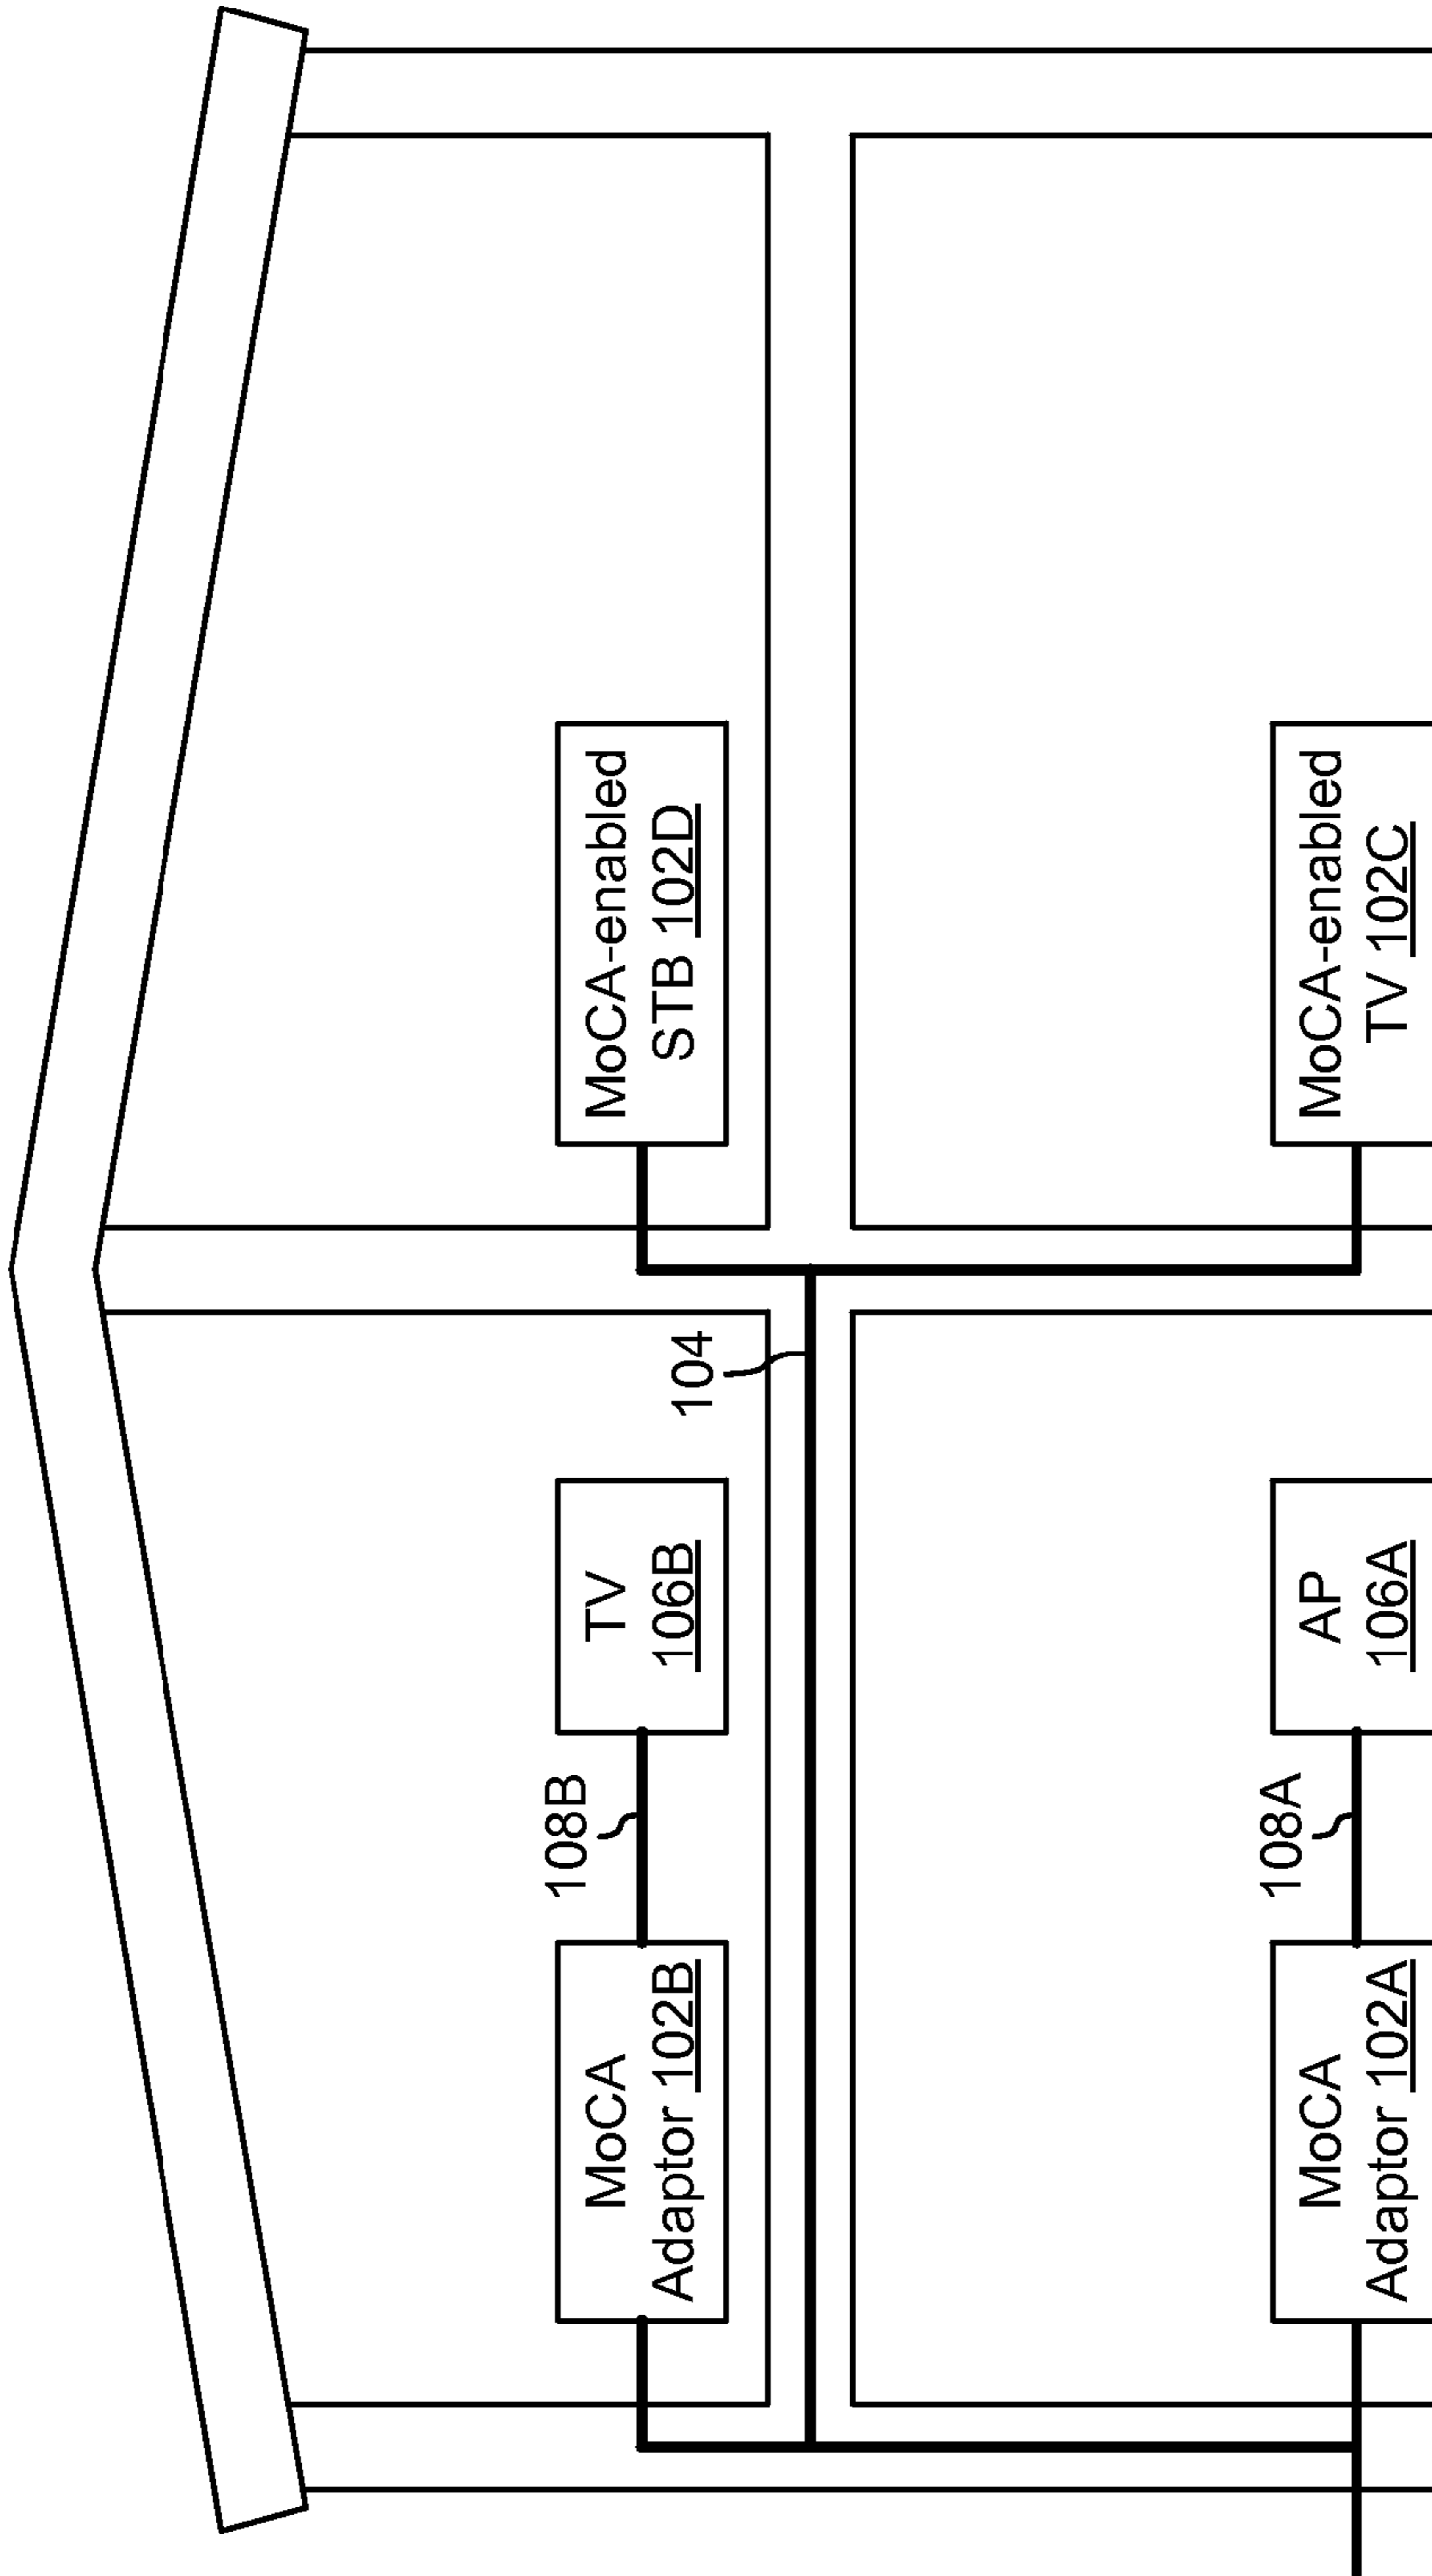 MoCA
Adaptor 102B
108B
TV
106B
104
MoCA-enabled
STB 102D
MoCA
Adaptor 102A
108A
AP
106A
MoCA-enabled
TV 102C